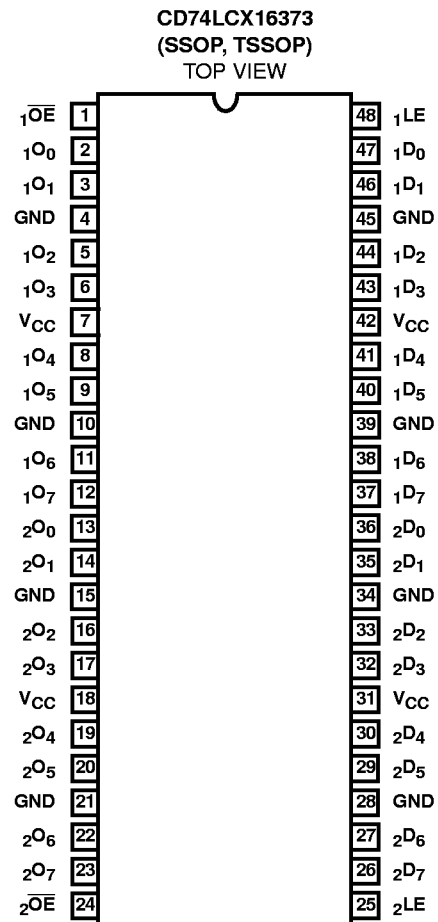 CD74LCX16373
(SSOP, TSSOP)
TOP VIEW
₁O̅E̅ 1 48 ₁LE
₁O₀ 2 47 ₁D₀
₁O₁ 3 46 ₁D₁
GND 4 45 GND
₁O₂ 5 44 ₁D₂
₁O₃ 6 43 ₁D₃
VCC 7 42 VCC
₁O₄ 8 41 ₁D₄
₁O₅ 9 40 ₁D₅
GND 10 39 GND
₁O₆ 11 38 ₁D₆
₁O₇ 12 37 ₁D₇
₂O₀ 13 36 ₂D₀
₂O₁ 14 35 ₂D₁
GND 15 34 GND
₂O₂ 16 33 ₂D₂
₂O₃ 17 32 ₂D₃
VCC 18 31 VCC
₂O₄ 19 30 ₂D₄
₂O₅ 20 29 ₂D₅
GND 21 28 GND
₂O₆ 22 27 ₂D₆
₂O₇ 23 26 ₂D₇
₂O̅E̅ 24 25 ₂LE